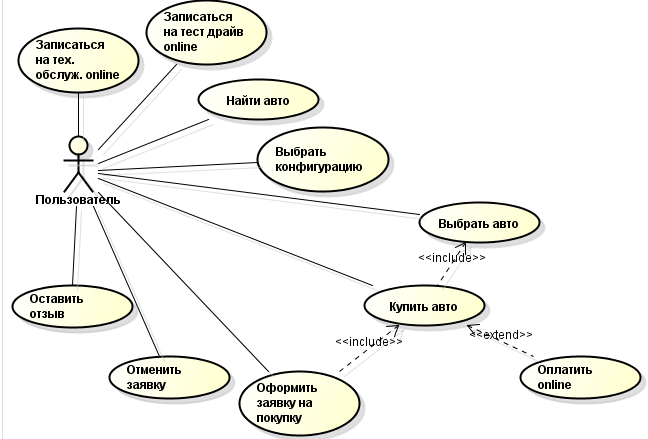 Записаться
на тест драйв
online
Записаться
на тех.
обслуж. online
Найти авто
Выбрать
конфигурацию
Пользователь
Выбрать авто
<<include>>
Оставить
отзыв
Купить авто
<<include>>
<<extend>>
Отменить
заявку
Оформить
заявку на
покупку
Оплатить
online